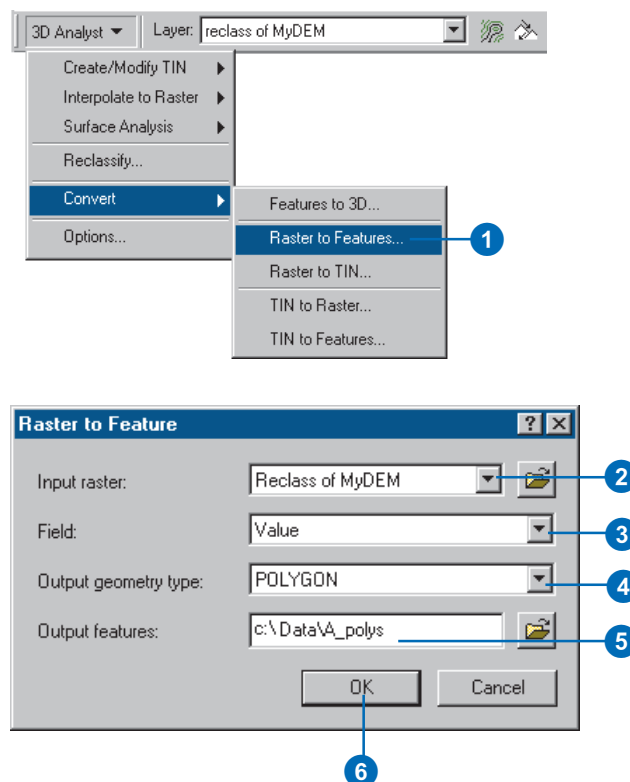 3D Analyst Layer: reclass of MyDEM
Create/Modify TIN
Interpolate to Raster
Surface Analysis
Reclassify...
Convert
Options...
Features to 3D...
Raster to Features... 1
Raster to TIN...
TIN to Raster...
TIN to Features...
Raster to Feature ?
Input raster: Reclass of MyDEM 2
Field: Value 3
Output geometry type: POLYGON 4
Output features: c:\Data\A_polys 5
OK Cancel
6